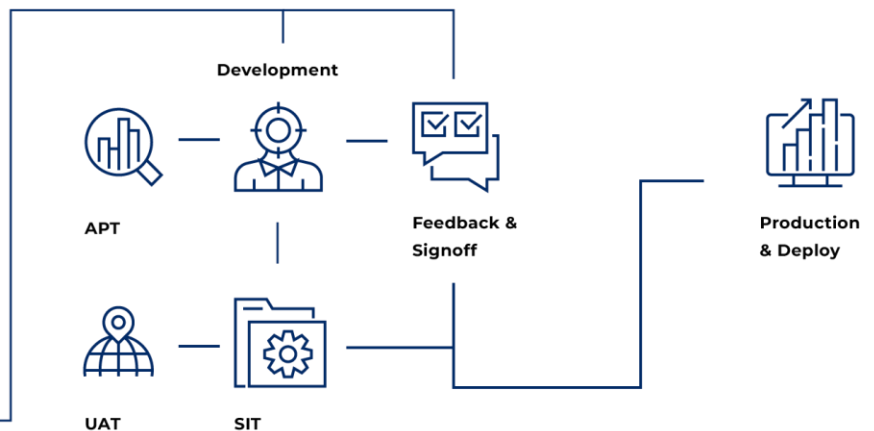 Development
APT
Feedback &
Signoff
Production
& Deploy
UAT
SIT